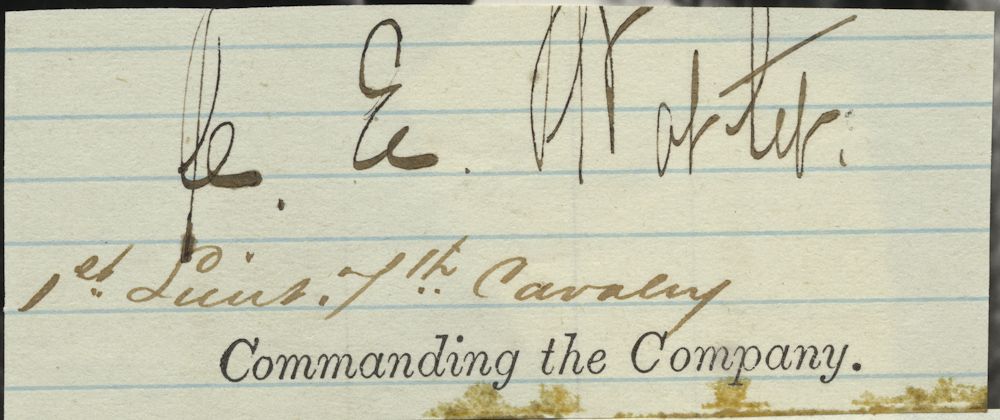 J. E. Porter.
1st. Lieut. 7th. Cavalry
Commanding the Company.